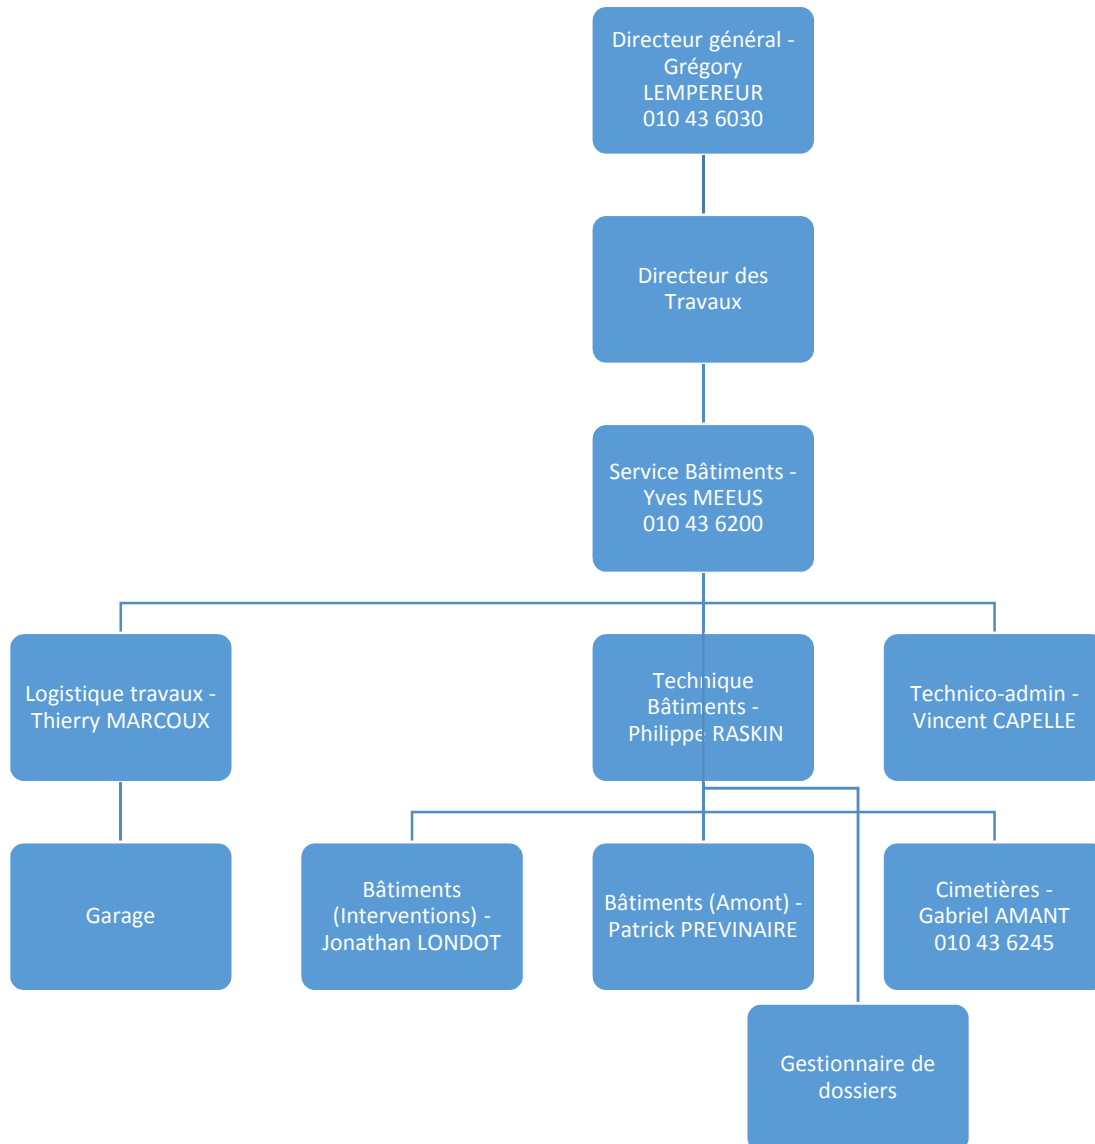 Directeur général -
Grégory
LEMPEREUR
010 43 6030
Directeur des
Travaux
Service Bâtiments -
Yves MEEUS
010 43 6200
Logistique travaux -
Thierry MARCOUX
Technique
Bâtiments -
Philippe RASKIN
Technico-admin -
Vincent CAPELLE
Garage
Bâtiments
(Interventions) -
Jonathan LONDOT
Bâtiments (Amont) -
Patrick PREVINAIRE
Cimetières -
Gabriel AMANT
010 43 6245
Gestionnaire de
dossiers